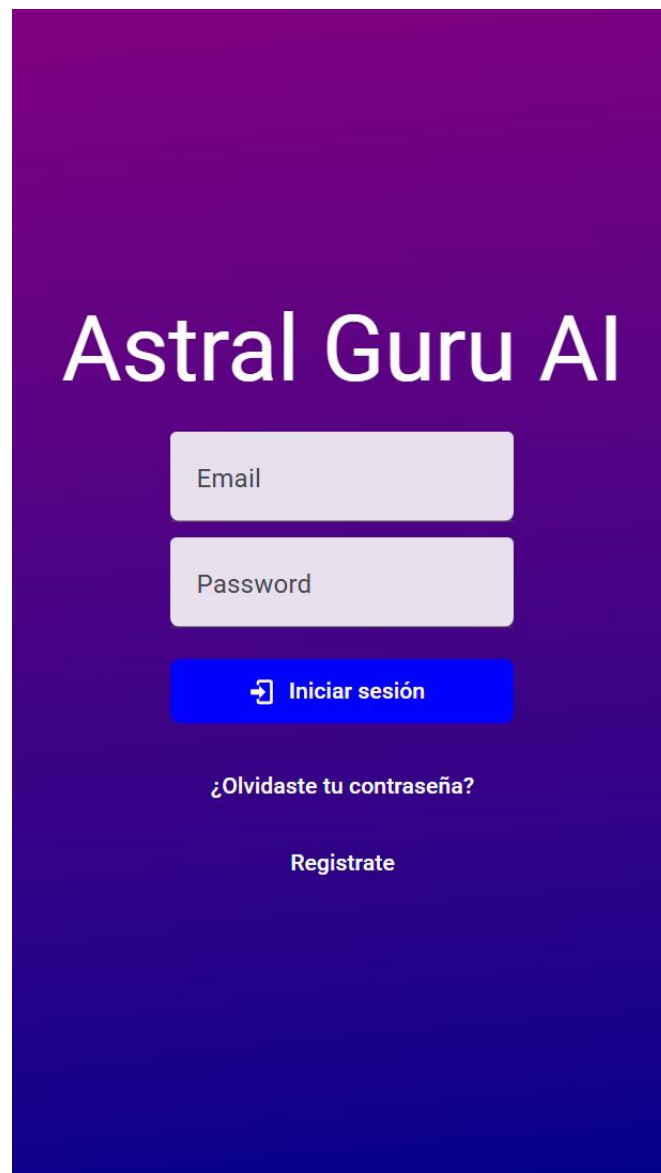 Astral Guru AI
Email
Password
Iniciar sesión
¿Olvidaste tu contraseña?
Registrate